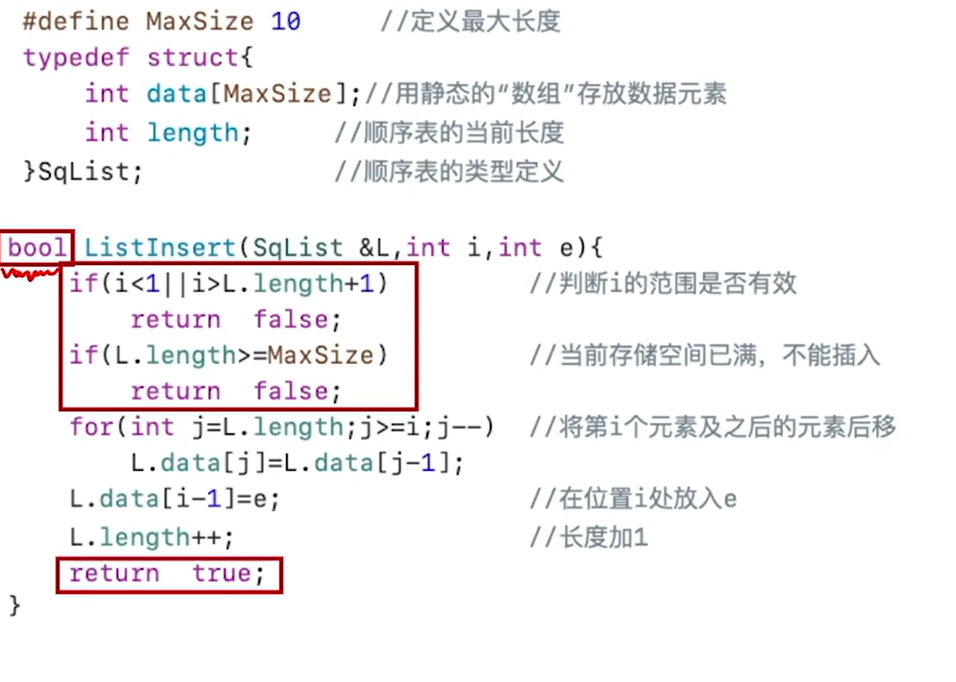 #define MaxSize 10 //定义最大长度
typedef struct{
int data[MaxSize];//用静态的“数组”存放数据元素
int length; //顺序表的当前长度
}SqList; //顺序表的类型定义
bool ListInsert(SqList &L,int i,int e){
if(i<1||i>L.length+1) //判断i的范围是否有效
return false;
if(L.length>=MaxSize) //当前存储空间已满，不能插入
return false;
for(int j=L.length;j>=i;j--) //将第i个元素及之后的元素后移
L.data[j]=L.data[j-1];
L.data[i-1]=e; //在位置i处放入e
L.length++; //长度加1
return true;
}